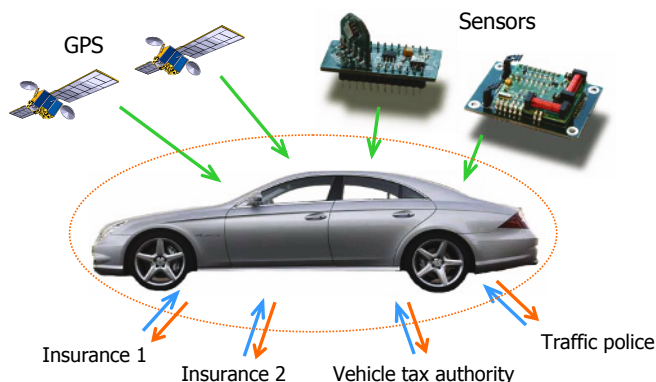 GPS
Sensors
Insurance 1
Insurance 2
Vehicle tax authority
Traffic police